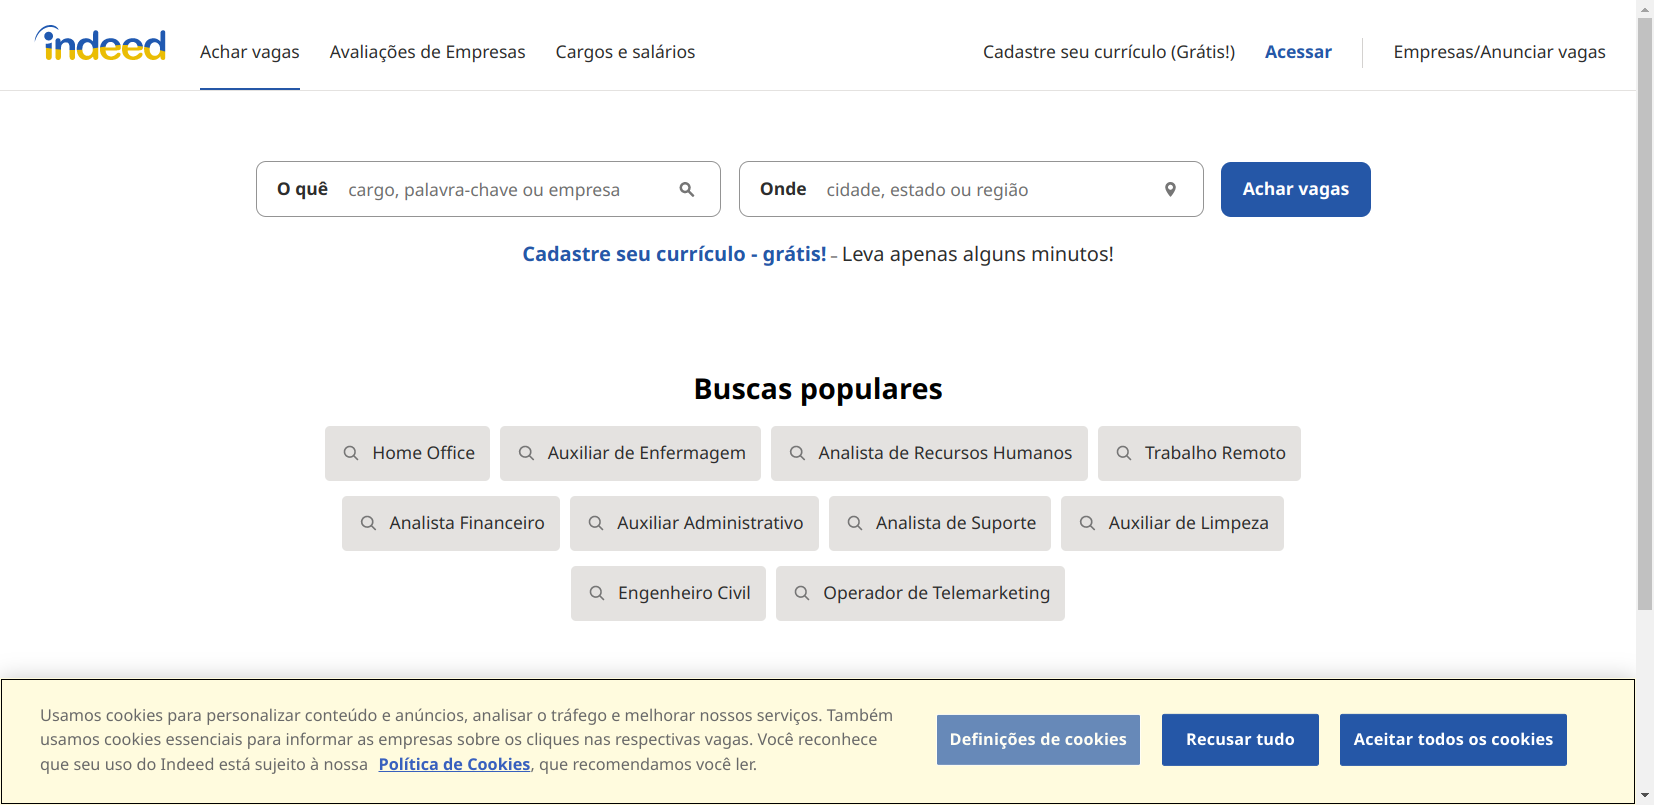 indeed
Achar vagas
Avaliações de Empresas
Cargos e salários
Cadastre seu currículo (Grátis!)
Acessar
Empresas/Anunciar vagas
O quê cargo, palavra-chave ou empresa
Onde cidade, estado ou região
Achar vagas
Cadastre seu currículo - grátis! – Leva apenas alguns minutos!
Buscas populares
Home Office
Auxiliar de Enfermagem
Analista de Recursos Humanos
Trabalho Remoto
Analista Financeiro
Auxiliar Administrativo
Analista de Suporte
Auxiliar de Limpeza
Engenheiro Civil
Operador de Telemarketing
Usamos cookies para personalizar conteúdo e anúncios, analisar o tráfego e melhorar nossos serviços. Também
usamos cookies essenciais para informar as empresas sobre os cliques nas respectivas vagas. Você reconhece
que seu uso do Indeed está sujeito à nossa Política de Cookies, que recomendamos você ler.
Definições de cookies
Recusar tudo
Aceitar todos os cookies